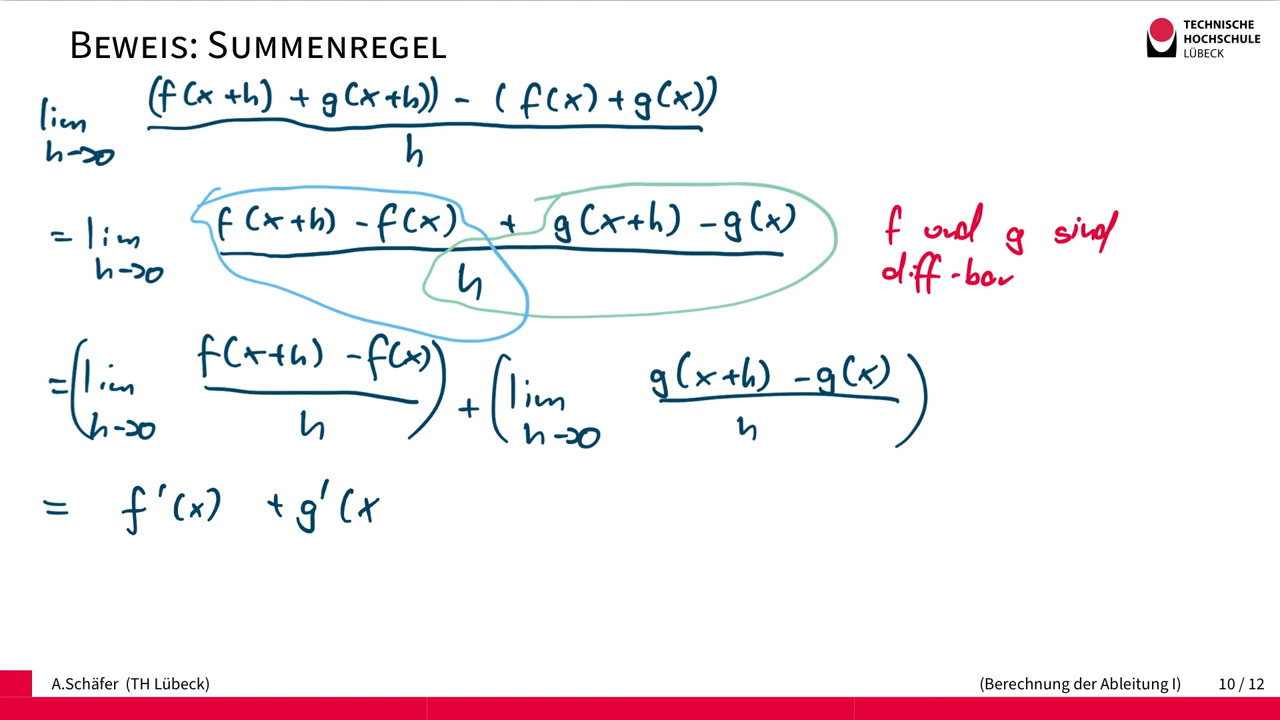 BEWEIS: SUMMENREGEL
TECHNISCHE
HOCHSCHULE
LÜBECK
lim h→0 (f(x+h) + g(x+h)) - (f(x) + g(x)) / h
= lim h→0 f(x+h) - f(x) + g(x+h) - g(x) / h
f und g sind
diff-bar
= (lim h→0 f(x+h) - f(x) / h) + (lim h→0 g(x+h) - g(x) / h)
= f'(x) + g'(x
A.Schäfer (TH Lübeck)
(Berechnung der Ableitung I)
10 / 12